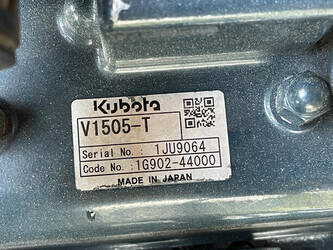 Kubota
V1505-T
Serial No. : 1JU9064
Code No. : 1G902-44000
MADE IN JAPAN